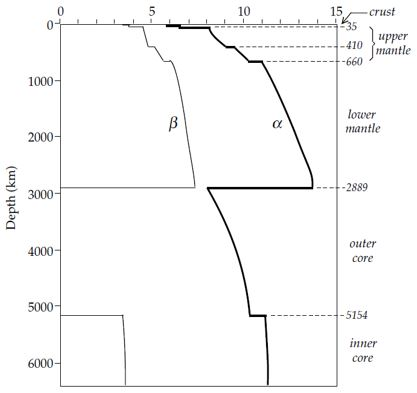 0 5 10 15
crust
0
35
upper
mantle
410
660
1000
β α
lower
mantle
2000
Depth (km)
3000
2889
4000
outer
core
5000
5154
inner
core
6000